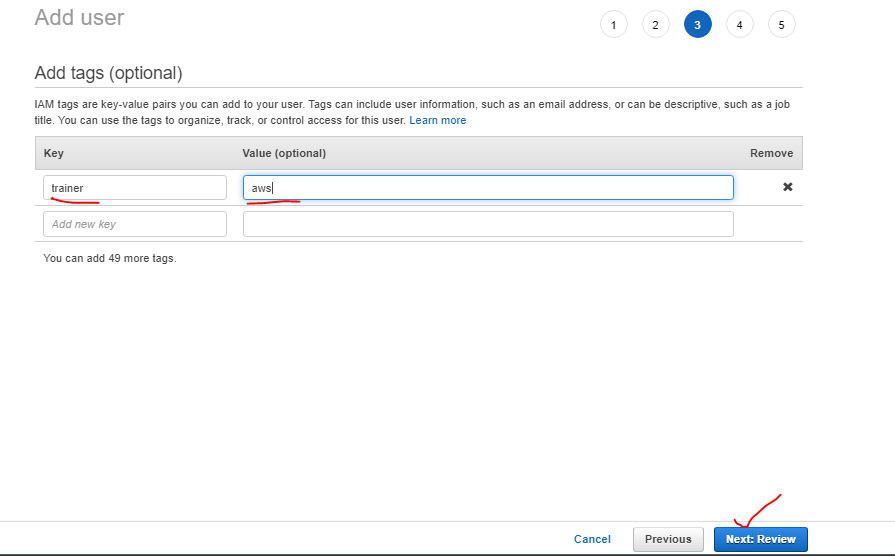 Add user
1 2 3 4 5
Add tags (optional)
IAM tags are key-value pairs you can add to your user. Tags can include user information, such as an email address, or can be descriptive, such as a job
title. You can use the tags to organize, track, or control access for this user. Learn more
Key Value (optional) Remove
trainer aws
Add new key
You can add 49 more tags.
Cancel Previous Next: Review